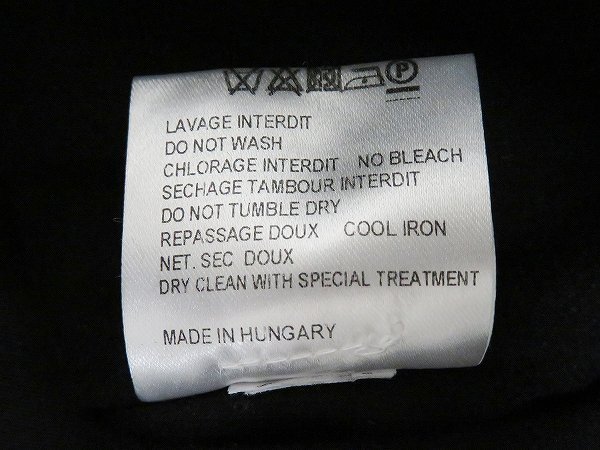 P
LAVAGE INTERDIT
DO NOT WASH
CHLORAGE INTERDIT NO BLEACH
SECHAGE TAMBOUR INTERDIT
DO NOT TUMBLE DRY
REPASSAGE DOUX COOL IRON
NET. SEC DOUX
DRY CLEAN WITH SPECIAL TREATMENT
MADE IN HUNGARY